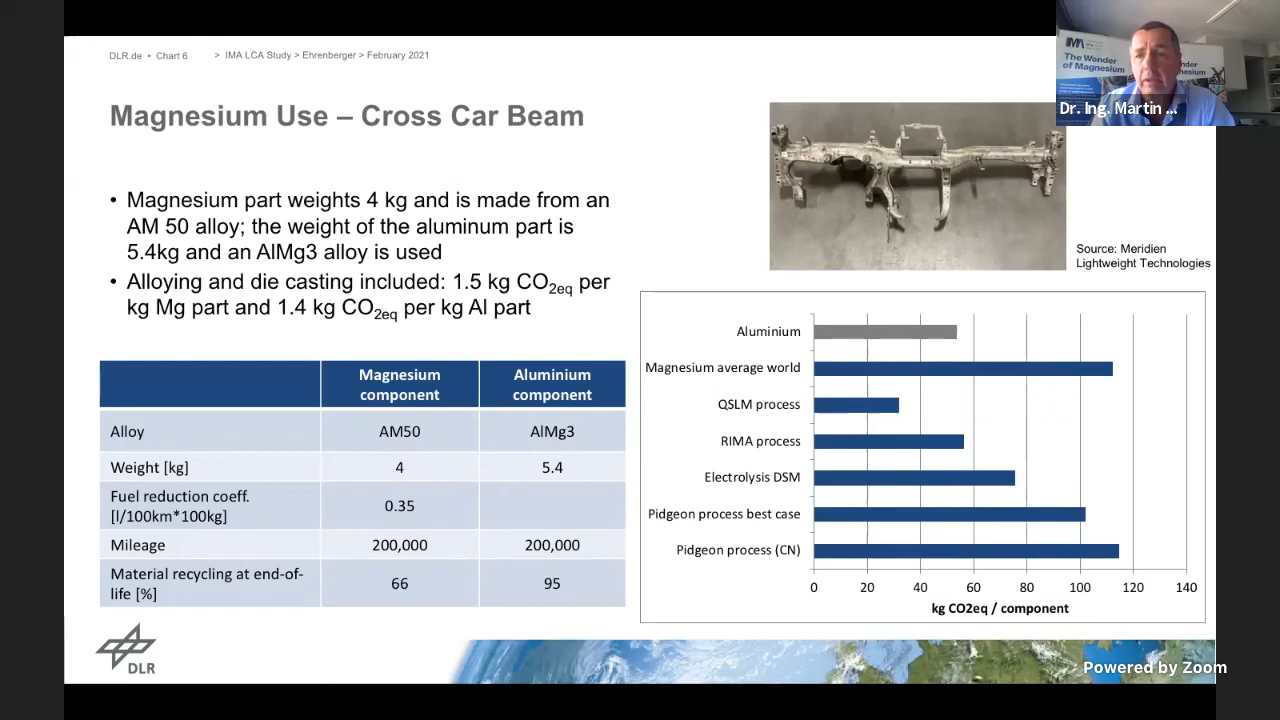 DLR.de • Chart 6 > IMA LCA Study > Ehrenberger > February 2021
The Wonder
of Magnesium
Dr. Ing. Martin ...
Magnesium Use – Cross Car Beam
• Magnesium part weights 4 kg and is made from an
AM 50 alloy; the weight of the aluminum part is
5.4kg and an AlMg3 alloy is used
• Alloying and die casting included: 1.5 kg CO2eq per
kg Mg part and 1.4 kg CO2eq per kg Al part
Source: Meridien
Lightweight Technologies
Magnesium component Aluminium component
Alloy AM50 AlMg3
Weight [kg] 4 5.4
Fuel reduction coeff. [l/100km*100kg] 0.35
Mileage 200,000 200,000
Material recycling at end-of-life [%] 66 95
Aluminium
Magnesium average world
QSLM process
RIMA process
Electrolysis DSM
Pidgeon process best case
Pidgeon process (CN)
0 20 40 60 80 100 120 140
kg CO2eq / component
DLR
Powered by Zoom